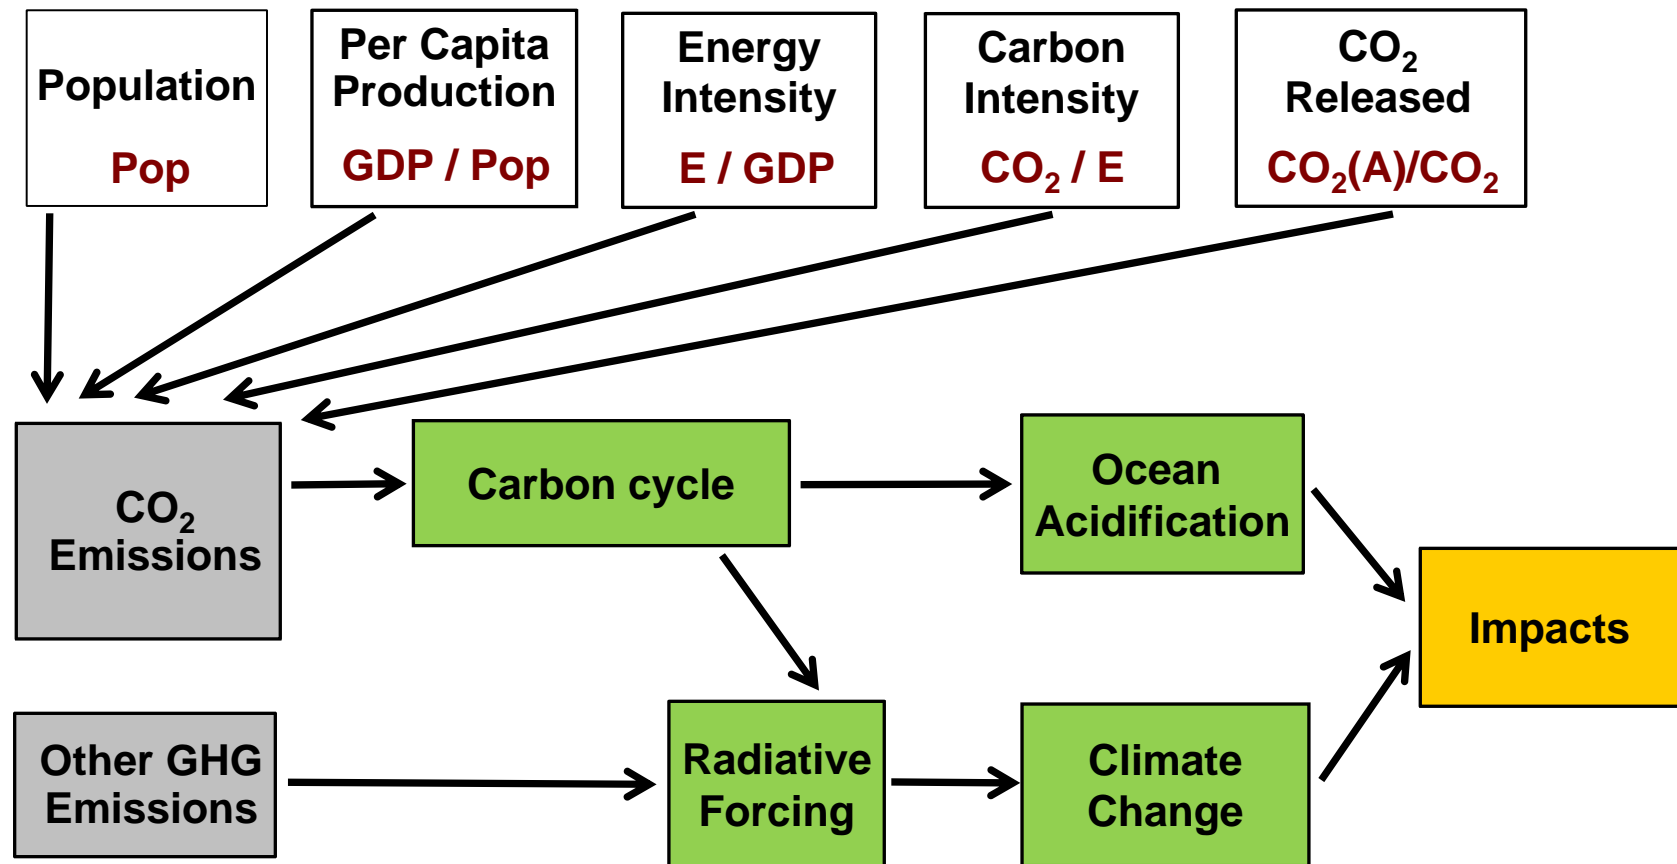 Population
Pop
Per Capita
Production
GDP / Pop
Energy
Intensity
E / GDP
Carbon
Intensity
CO₂ / E
CO₂
Released
CO₂(A)/CO₂
CO₂
Emissions
Carbon cycle
Ocean
Acidification
Impacts
Other GHG
Emissions
Radiative
Forcing
Climate
Change